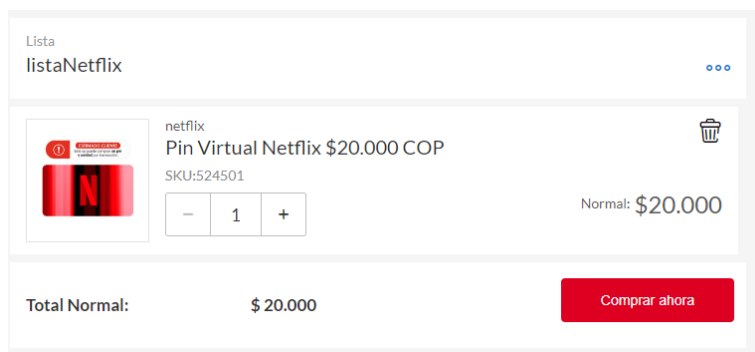 Lista
listaNetflix
netflix
Pin Virtual Netflix $20.000 COP
SKU:524501
− 1 +
Normal: $20.000
N
Total Normal: $ 20.000
Comprar ahora